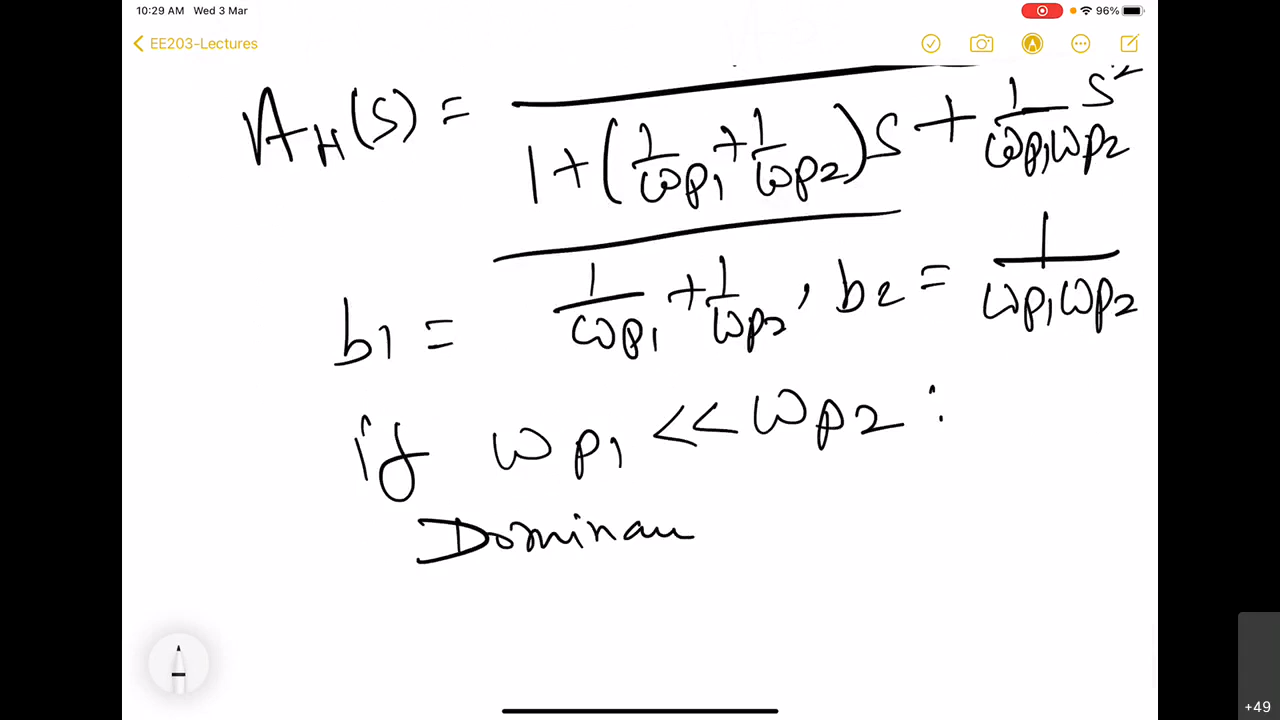 10:29 AM Wed 3 Mar 96%
EE203-Lectures
A_H(s) =
1 + (1/ωp1 + 1/ωp2)s + 1/ωp1ωp2 s²
b1 = 1/ωp1 + 1/ωp2, b2 = 1/ωp1ωp2
if ωp1 << ωp2 :
Dominan
+49